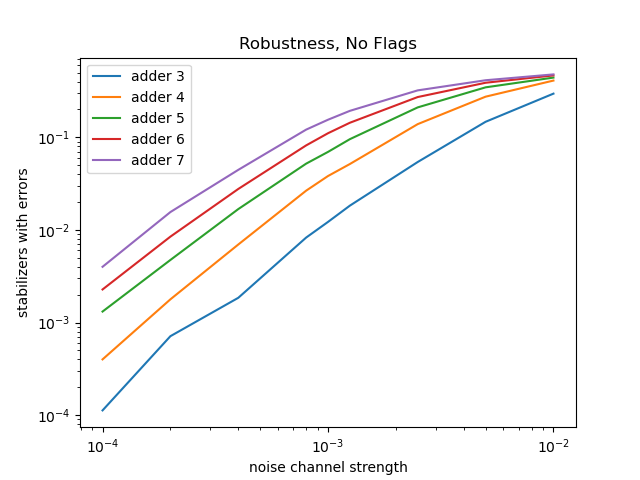 Robustness, No Flags
adder 3
adder 4
adder 5
adder 6
adder 7
stabilizers with errors
10⁻¹
10⁻²
10⁻³
10⁻⁴
10⁻⁴
10⁻³
10⁻²
noise channel strength